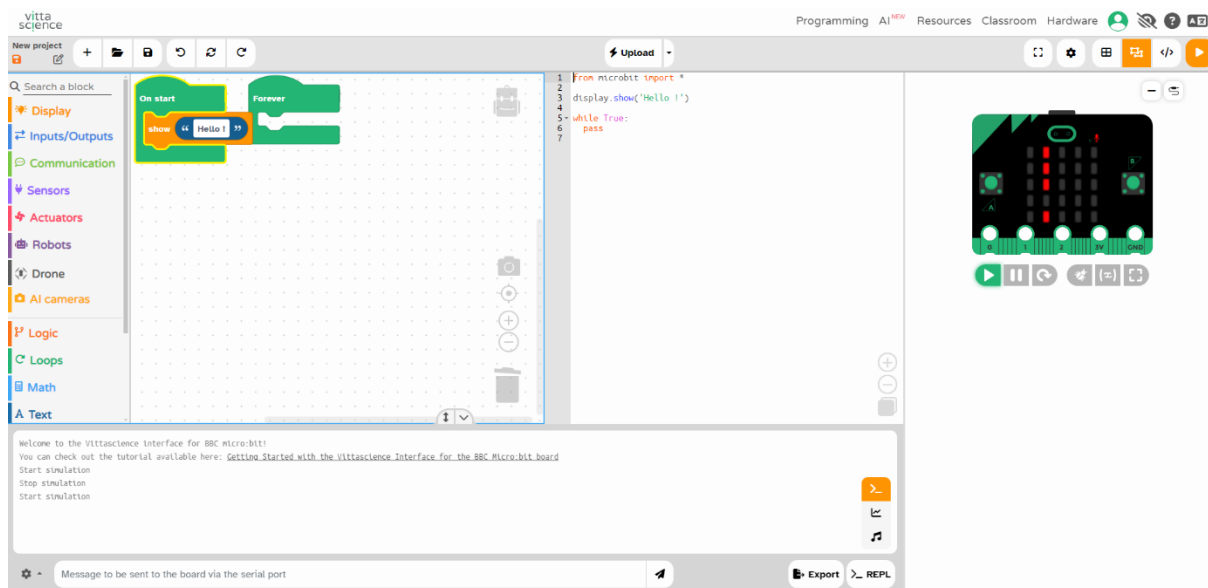 vitta
science
Programming AI NEW Resources Classroom Hardware
New project
Upload
Search a block
Display
Inputs/Outputs
Communication
Sensors
Actuators
Robots
Drone
AI cameras
Logic
Loops
Math
A Text
On start
show “ Hello ! ”
Forever
1 from microbit import *
2
3 display.show('Hello !')
4
5 while True:
6 pass
7
B
A
0 1 2 3V GND
Welcome to the Vittascience interface for BBC micro:bit!
You can check out the tutorial available here: Getting Started with the Vittascience Interface for the BBC Micro:bit board
Start simulation
Stop simulation
Start simulation
Message to be sent to the board via the serial port
Export >_ REPL